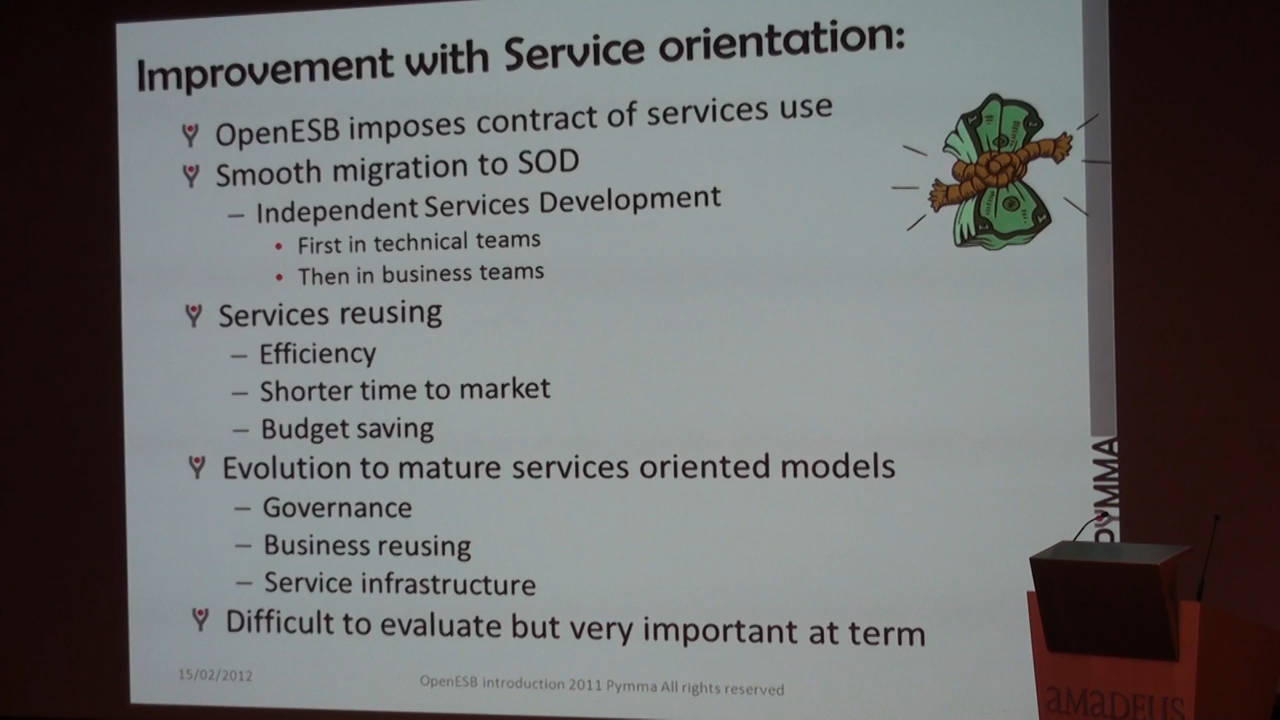 Improvement with Service orientation:
OpenESB imposes contract of services use
Smooth migration to SOD
– Independent Services Development
• First in technical teams
• Then in business teams
Services reusing
– Efficiency
– Shorter time to market
– Budget saving
Evolution to mature services oriented models
– Governance
– Business reusing
– Service infrastructure
Difficult to evaluate but very important at term
15/02/2012
OpenESB introduction 2011 Pymma All rights reserved
PYMMA
amadeus